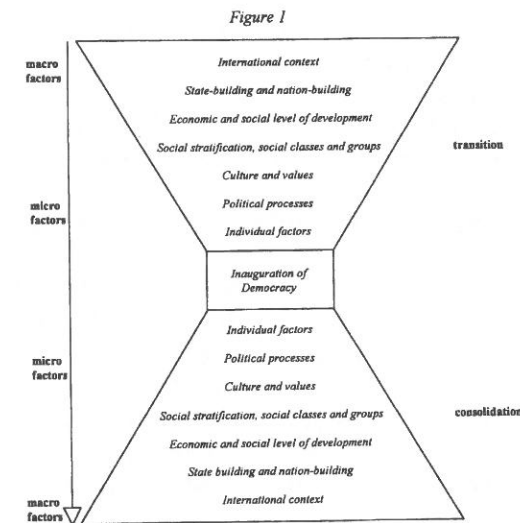 Figure 1
macro
factors
International context
State-building and nation-building
Economic and social level of development
Social stratification, social classes and groups
transition
Culture and values
micro
factors
Political processes
Individual factors
Inauguration of
Democracy
Individual factors
micro
factors
Political processes
Culture and values
Social stratification, social classes and groups
consolidation
Economic and social level of development
State building and nation-building
macro
factors
International context